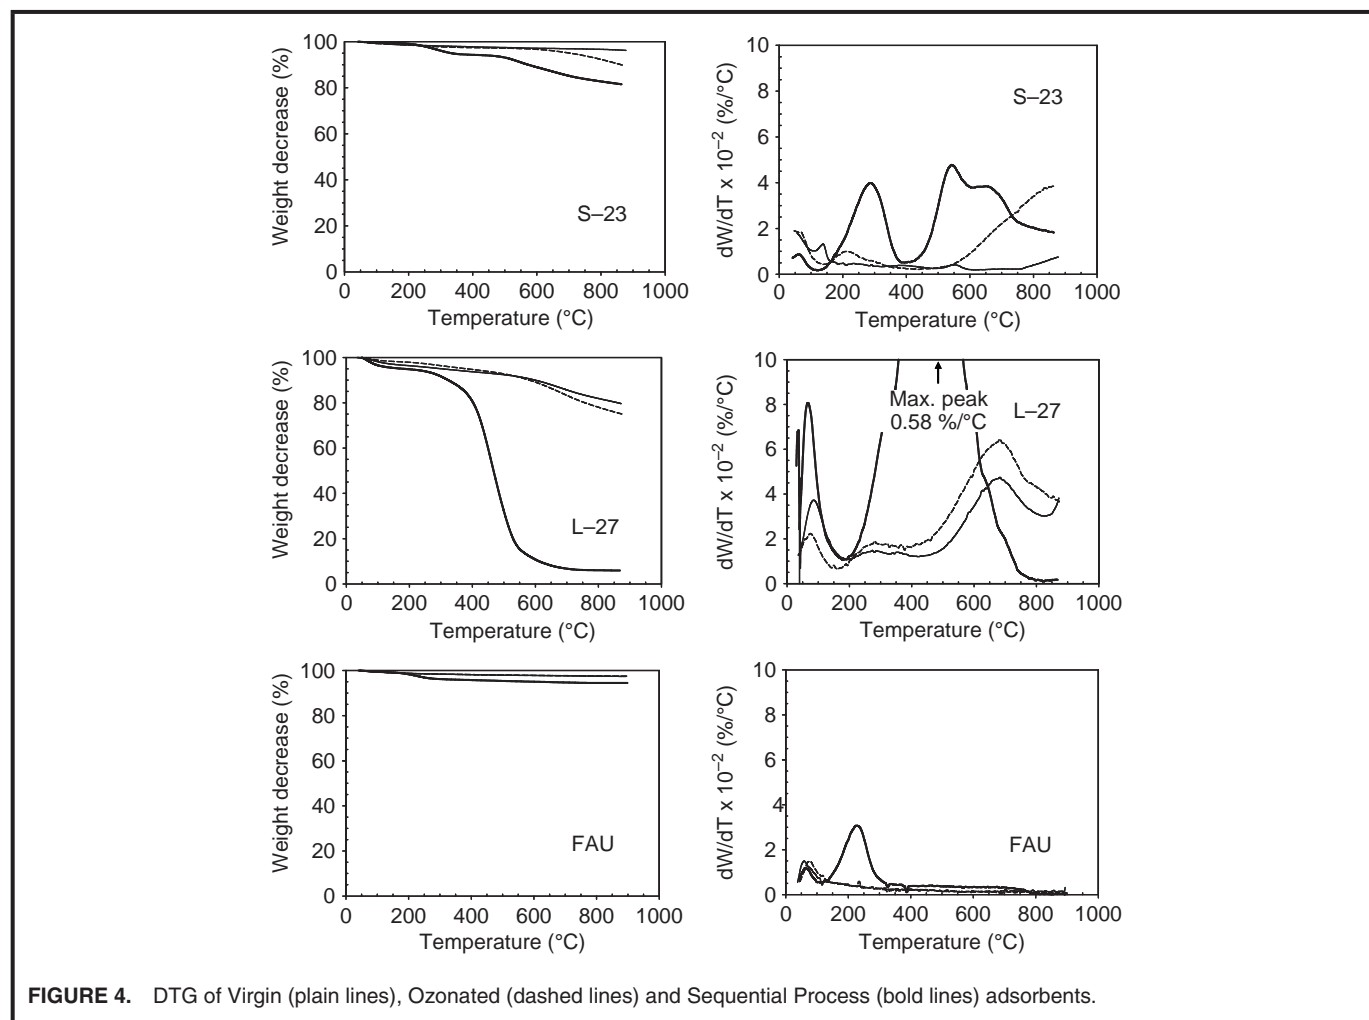 Weight decrease (%)
100
80
60
40
20
0
S–23
0 200 400 600 800 1000
Temperature (°C)
dW/dT x 10⁻² (%/°C)
10
8
6
4
2
0
S–23
0 200 400 600 800 1000
Temperature (°C)
Weight decrease (%)
100
80
60
40
20
0
L–27
0 200 400 600 800 1000
Temperature (°C)
dW/dT x 10⁻² (%/°C)
10
8
6
4
2
0
Max. peak
0.58 %/°C
L–27
0 200 400 600 800 1000
Temperature (°C)
Weight decrease (%)
100
80
60
40
20
0
FAU
0 200 400 600 800 1000
Temperature (°C)
dW/dT x 10⁻² (%/°C)
10
8
6
4
2
0
FAU
0 200 400 600 800 1000
Temperature (°C)
FIGURE 4. DTG of Virgin (plain lines), Ozonated (dashed lines) and Sequential Process (bold lines) adsorbents.